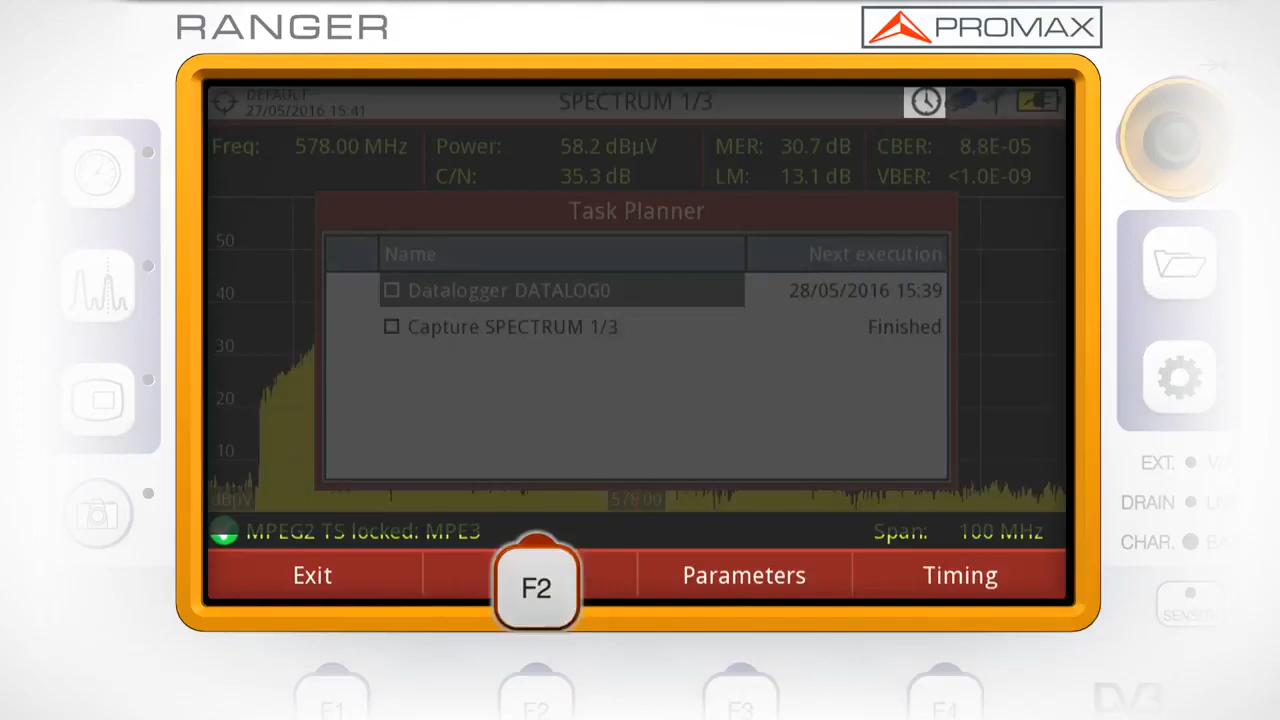 RANGER
PROMAX
DEFAULT
27/05/2016 15:41
SPECTRUM 1/3
Freq: 578.00 MHz
Power: 58.2 dBµV
MER: 30.7 dB
CBER: 8.8E-05
C/N: 35.3 dB
LM: 13.1 dB
VBER: <1.0E-09
Task Planner
Name
Next execution
Datalogger DATALOG0
28/05/2016 15:39
Capture SPECTRUM 1/3
Finished
50
40
30
20
10
dBµV
578.00
MPEG2 TS locked: MPE3
Span: 100 MHz
Exit
F2
Parameters
Timing
EXT.
DRAIN
CHAR.
F1
F2
F3
F4